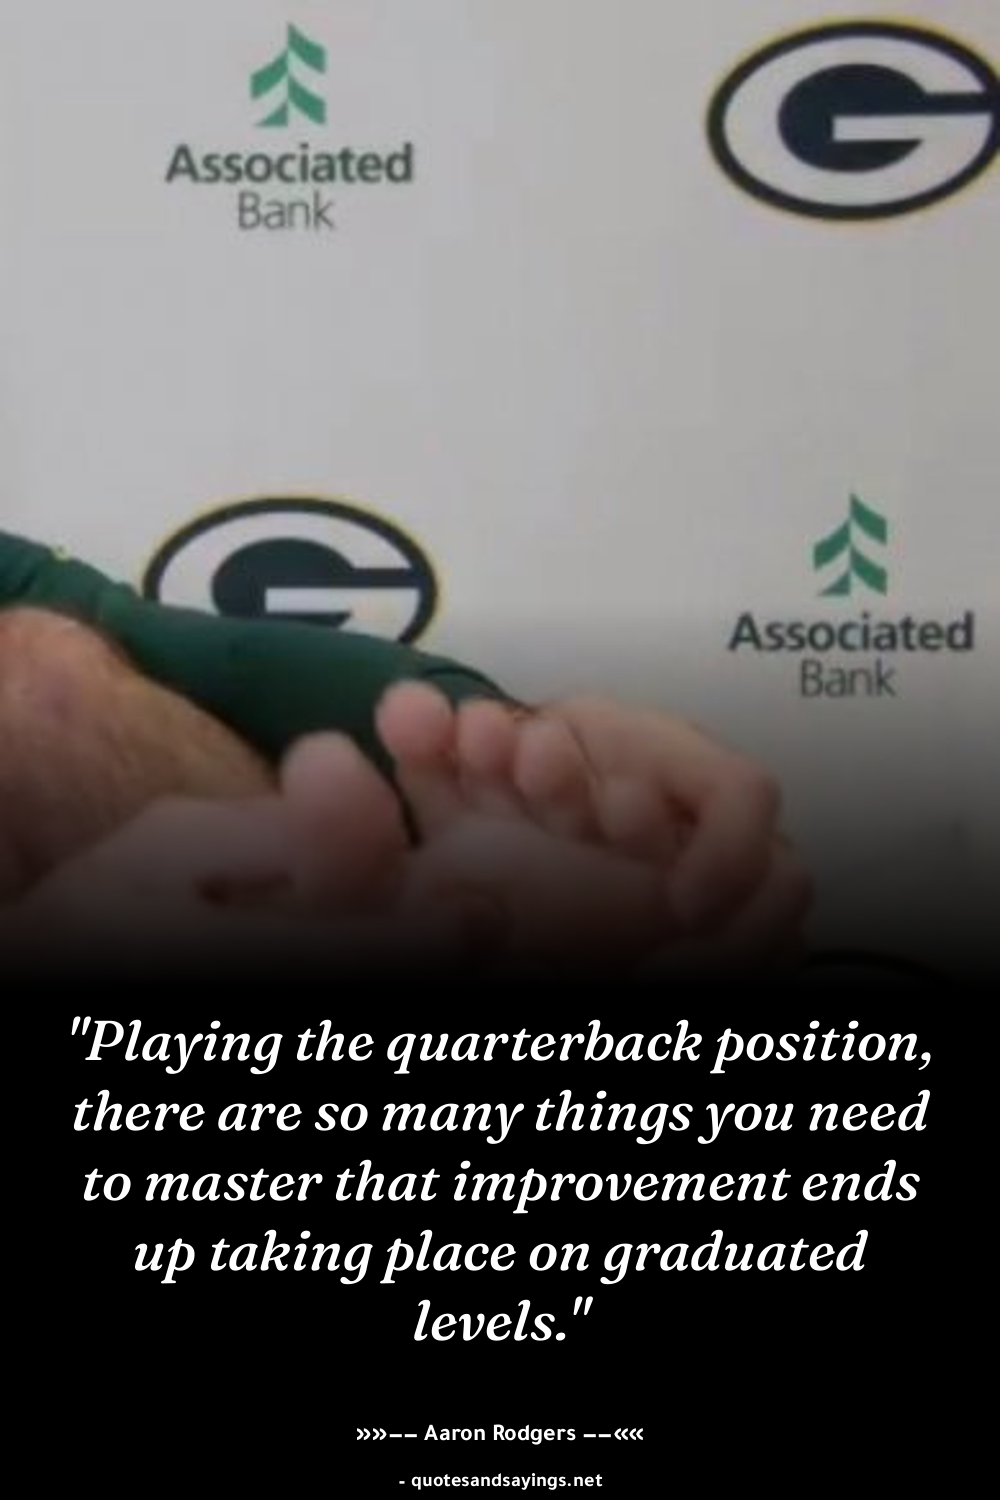 Associated
Bank
G
G
Associated
Bank
"Playing the quarterback position,
there are so many things you need
to master that improvement ends
up taking place on graduated
levels."
»»−− Aaron Rodgers −−««
- quotesandsayings.net